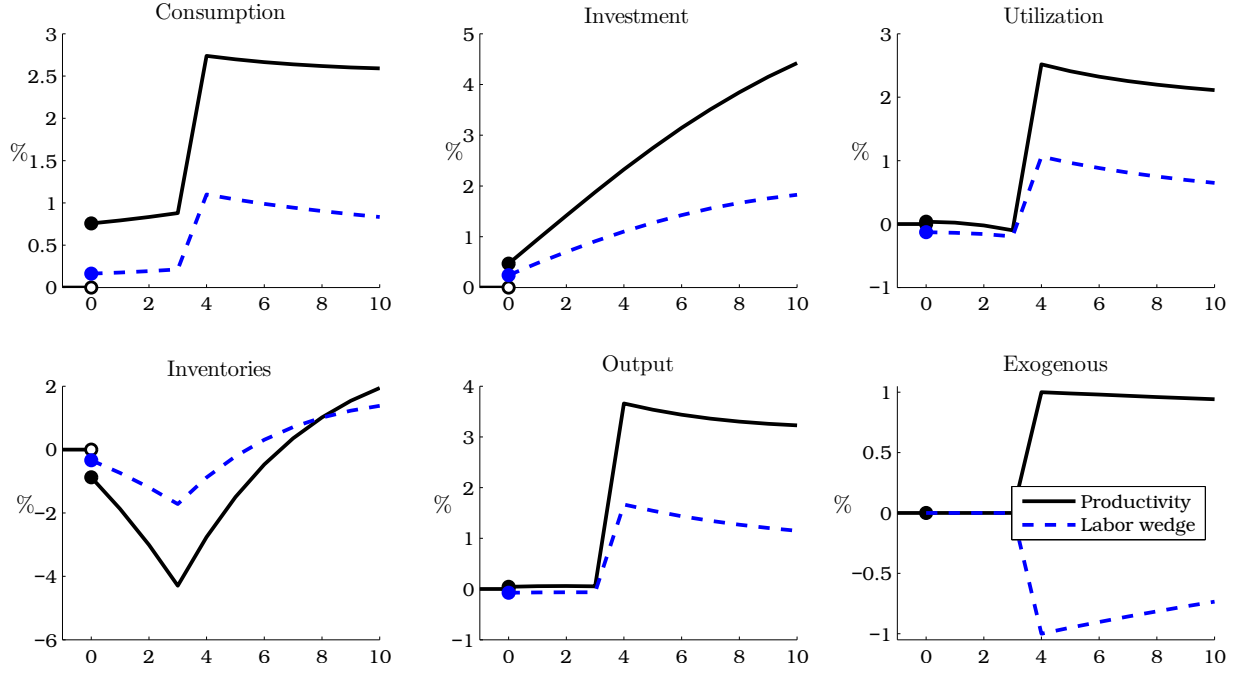 Consumption
3
2.5
2
% 1.5
1
0.5
0
0 2 4 6 8 10
Investment
5
4
3
%
2
1
0
0 2 4 6 8 10
Utilization
3
2
% 1
0
−1
0 2 4 6 8 10
Inventories
2
0
% −2
−4
−6
0 2 4 6 8 10
Output
4
3
% 2
1
0
−1
0 2 4 6 8 10
Exogenous
1
0.5
% 0
−0.5
−1
0 2 4 6 8 10
Productivity
Labor wedge